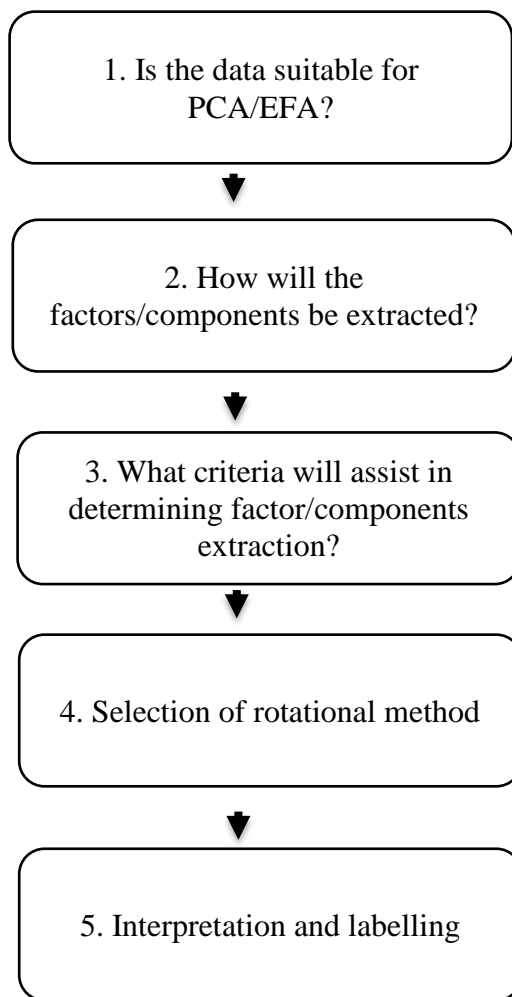 1. Is the data suitable for
PCA/EFA?
2. How will the
factors/components be extracted?
3. What criteria will assist in
determining factor/components
extraction?
4. Selection of rotational method
5. Interpretation and labelling